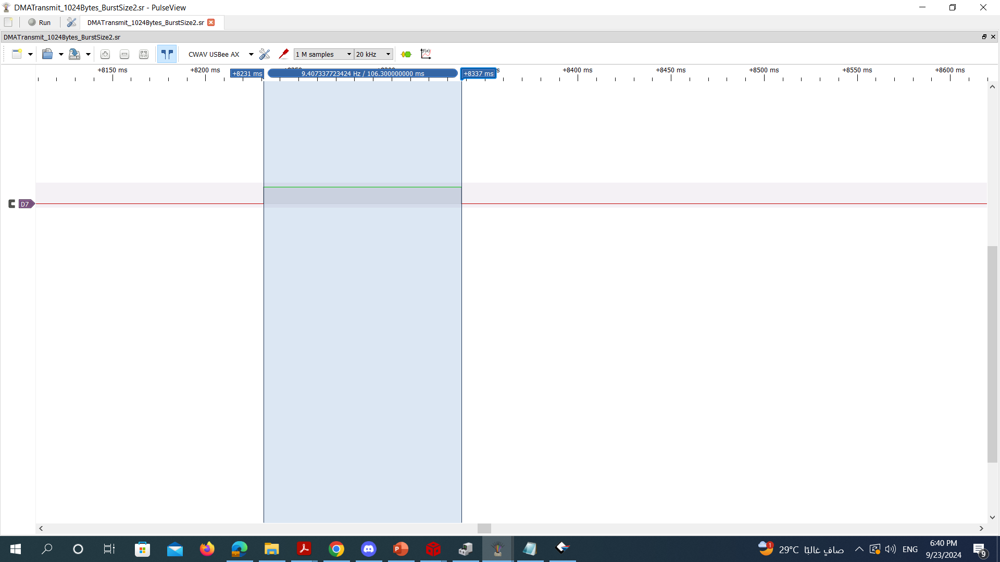 DMATransmit_1024Bytes_BurstSize2.sr - PulseView
Run
DMATransmit_1024Bytes_BurstSize2.sr
DMATransmit_1024Bytes_BurstSize2.sr
CWAV USBee AX
1 M samples
20 kHz
+8150 ms +8200 ms +8400 ms +8450 ms +8500 ms +8550 ms +8600 ms
+8231 ms 9.407337723424 Hz / 106.300000000 ms +8337 ms
D7
1
29°C صافٍ غالبًا
ENG
6:40 PM
9/23/2024
9